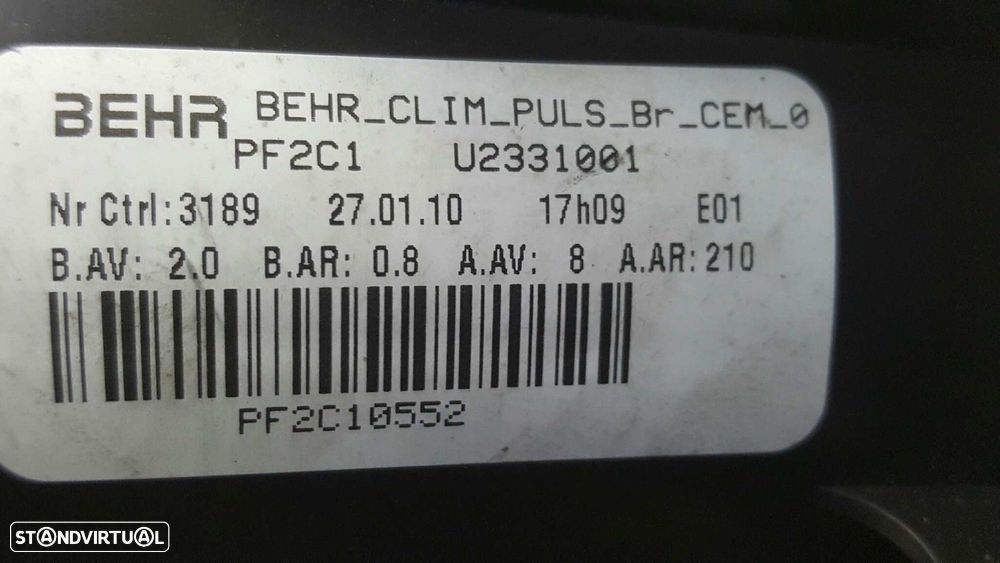 BEHR BEHR_CLIM_PULS_Br_CEM_0
PF2C1 U2331001
Nr Ctrl:3189 27.01.10 17h09 E01
B.AV: 2.0 B.AR: 0.8 A.AV: 8 A.AR:210
PF2C10552
STANDVIRTUAL